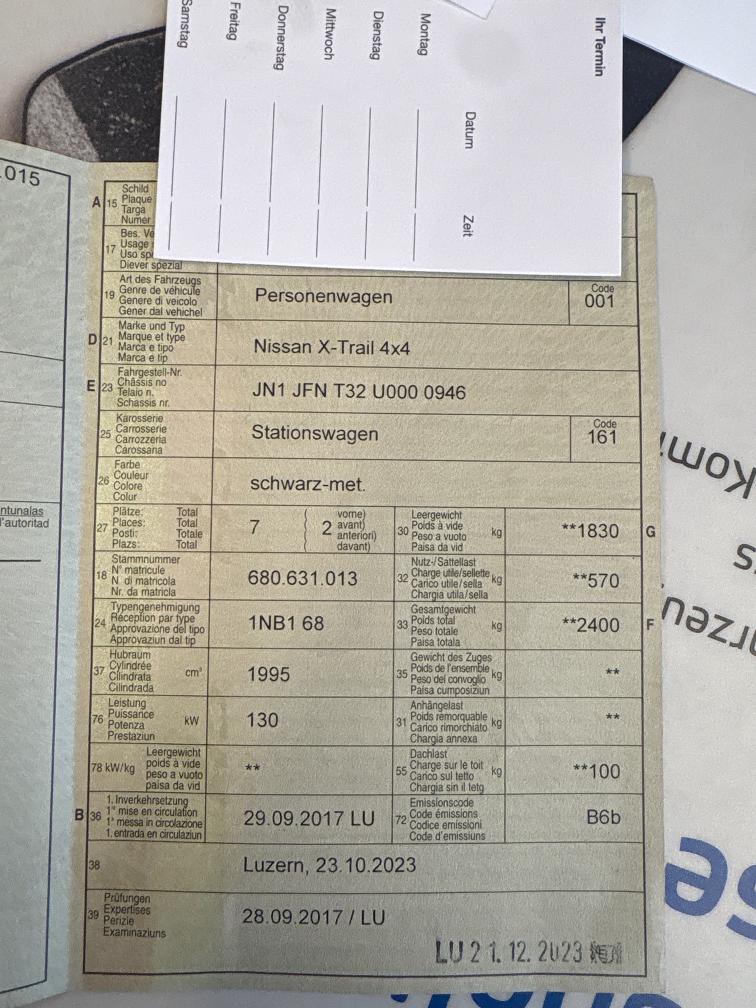 Ihr Termin
Datum
Zeit
Montag
Dienstag
Mittwoch
Donnerstag
Freitag
Samstag
.015
ntunalas
l'autoritad
A 15 Schild
Plaque
Targa
Numer
17 Bes. Ve
Usage
Uso spe
Diever spezial
19 Art des Fahrzeugs
Genre de véhicule
Genere di veicolo
Gener dal vehichel
Personenwagen
Code
001
D 21 Marke und Typ
Marque et type
Marca e tipo
Marca e tip
Nissan X-Trail 4x4
E 23 Fahrgestell-Nr.
Châssis no
Telaio n.
Schassis nr.
JN1 JFN T32 U000 0946
25 Karosserie
Carrosserie
Carrozzeria
Carossaria
Stationswagen
Code
161
26 Farbe
Couleur
Colore
Colur
schwarz-met.
27 Plätze: Total
Places: Total
Posti: Totale
Plazs: Total
7
( 2 vorne)
avant)
anteriori)
davant)
30 Leergewicht
Poids à vide
Peso a vuoto
Paisa da vid
kg
**1830
G
18 Stammnummer
N° matricule
N. di matricola
Nr. da matricla
680.631.013
32 Nutz-/Sattellast
Charge utile/sellette
Carico utile/sella
Chargia utila/sella
kg
**570
24 Typengenehmigung
Réception par type
Approvazione del tipo
Approvaziun dal tip
1NB1 68
33 Gesamtgewicht
Poids total
Peso totale
Paisa totala
kg
**2400
F
37 Hubraum
Cylindrée
Cilindrata
Cilindrada
cm³
1995
35 Gewicht des Zuges
Poids de l'ensemble
Peso del convoglio
Paisa cumposiziun
kg
**
76 Leistung
Puissance
Potenza
Prestaziun
kW
130
31 Anhängelast
Poids remorquable
Carico rimorchiato
Chargia annexa
kg
**
78 kW/kg Leergewicht
poids à vide
peso a vuoto
paisa da vid
**
55 Dachlast
Charge sur le toit
Carico sul tetto
Chargia sin il tetg
kg
**100
B 36 1. Inverkehrsetzung
1re mise en circulation
1a messa in circolazione
1. entrada en circulaziun
29.09.2017 LU
72 Emissionscode
Code émissions
Codice emissioni
Code d'emissiuns
B6b
38
Luzern, 23.10.2023
39 Prüfungen
Expertises
Perizie
Examinaziuns
28.09.2017 / LU
LU 2 1. 12. 2023